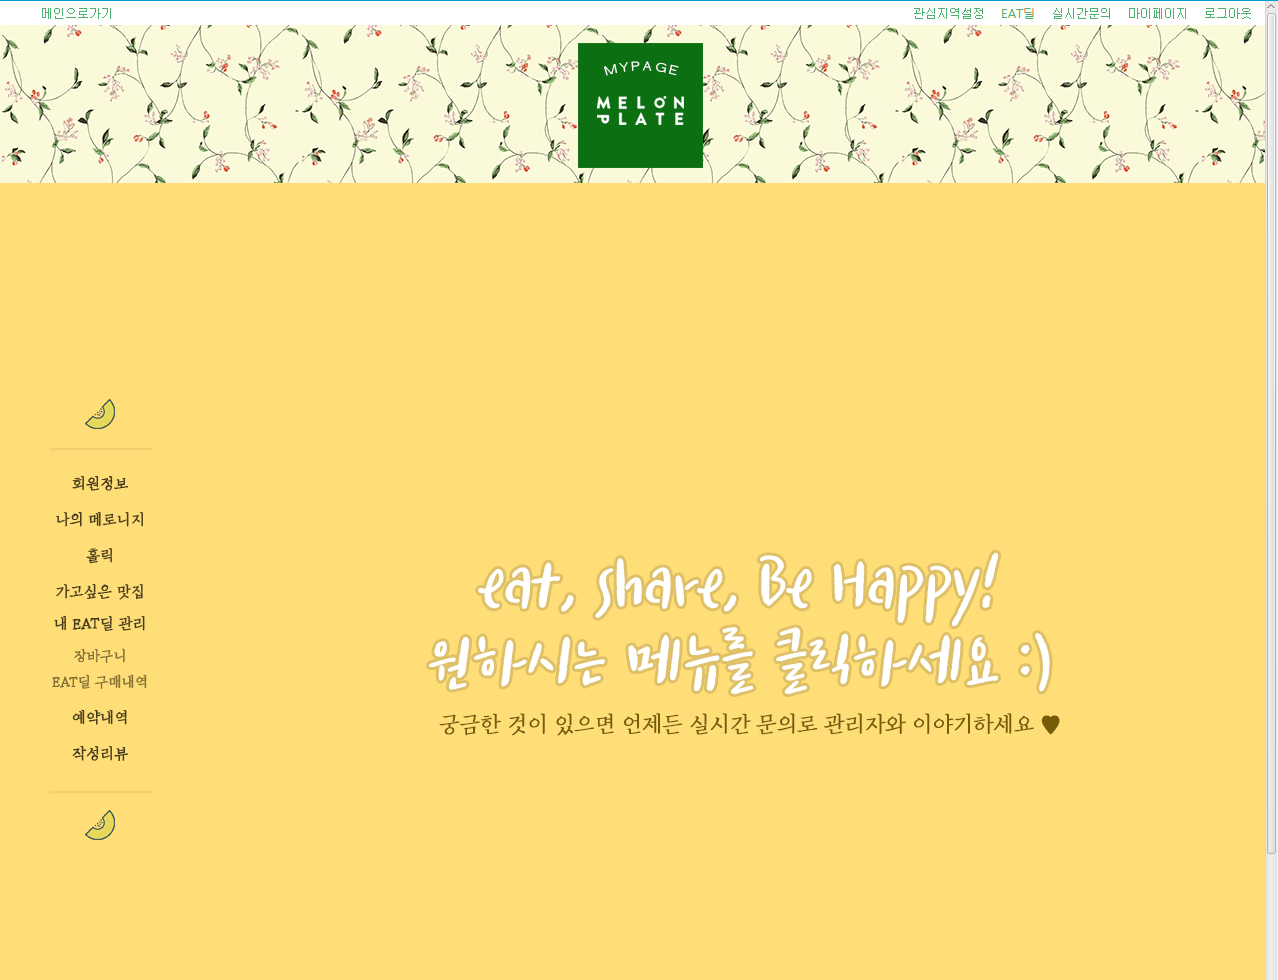 메인으로가기
관심지역설정 EAT딜 실시간문의 마이페이지 로그아웃
MYPAGE
MELON
PLATE
회원정보
나의 메로니지
홀릭
가고싶은 맛집
내 EAT딜 관리
장바구니
EAT딜 구매내역
예약내역
작성리뷰
eat, share, Be Happy!
원하시는 메뉴를 클릭하세요 :)
궁금한 것이 있으면 언제든 실시간 문의로 관리자와 이야기하세요 ♥